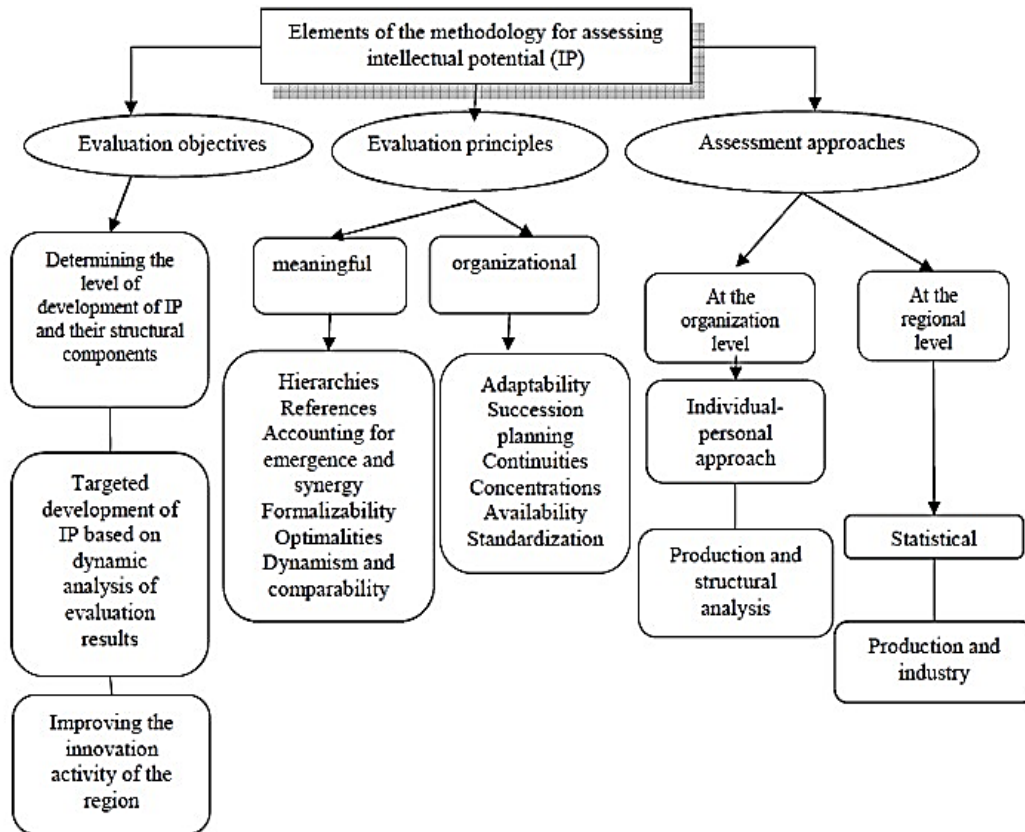 Elements of the methodology for assessing
intellectual potential (IP)
Evaluation objectives
Evaluation principles
Assessment approaches
Determining the
level of
development of IP
and their structural
components
Targeted
development of
IP based on
dynamic
analysis of
evaluation
results
Improving the
innovation
activity of the
region
meaningful
Hierarchies
References
Accounting for
emergence and
synergy
Formalizability
Optimalities
Dynamism and
comparability
organizational
Adaptability
Succession
planning
Continuities
Concentrations
Availability
Standardization
At the
organization
level
Individual-
personal
approach
Production and
structural
analysis
At the
regional
level
Statistical
Production and
industry